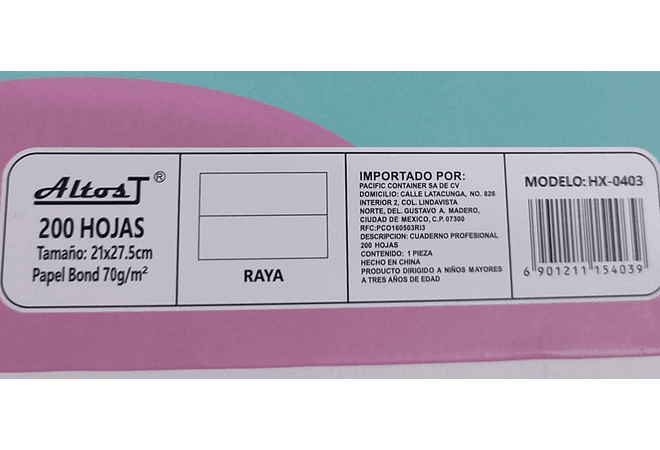 AltosJ®
200 HOJAS
Tamaño: 21x27.5cm
Papel Bond 70g/m²
RAYA
IMPORTADO POR:
PACIFIC CONTAINER SA DE CV
DOMICILIO: CALLE LATACUNGA, NO. 826
INTERIOR 2, COL. LINDAVISTA
NORTE, DEL. GUSTAVO A. MADERO,
CIUDAD DE MEXICO, C.P. 07300
RFC:PCO160503RI3
DESCRIPCION: CUADERNO PROFESIONAL
200 HOJAS
CONTENIDO: 1 PIEZA
HECHO EN CHINA
PRODUCTO DIRIGIDO A NIÑOS MAYORES
A TRES AÑOS DE EDAD
MODELO: HX-0403
6 901211 154039